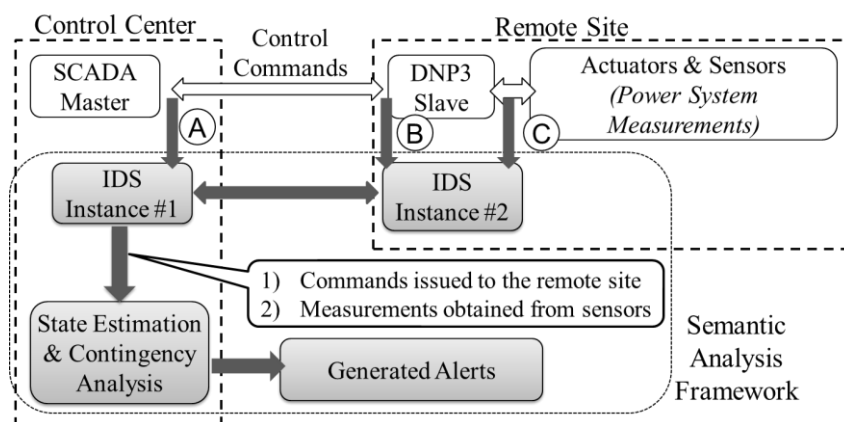 Control Center
Remote Site
SCADA
Master
Control
Commands
DNP3
Slave
Actuators & Sensors
(Power System
Measurements)
A
B
C
IDS
Instance #1
IDS
Instance #2
1) Commands issued to the remote site
2) Measurements obtained from sensors
State Estimation
& Contingency
Analysis
Generated Alerts
Semantic
Analysis
Framework